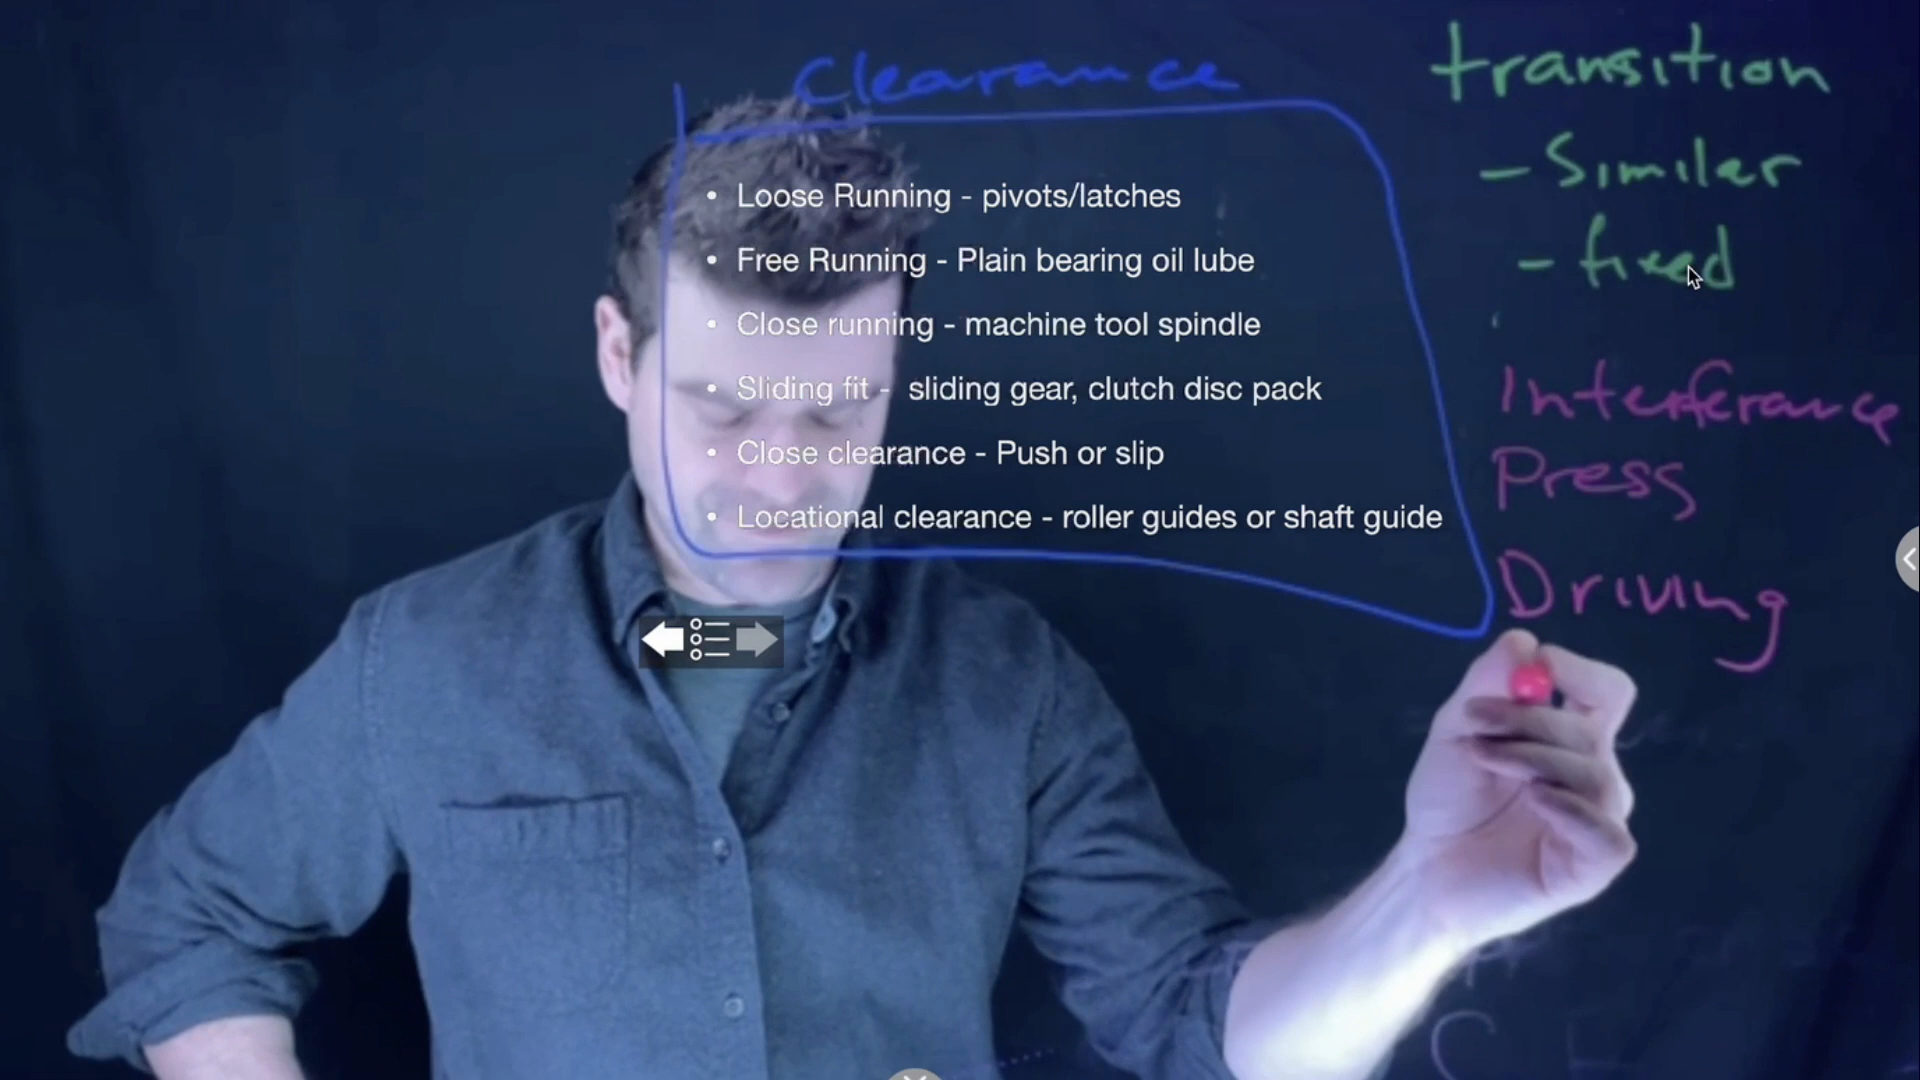 Clearance
• Loose Running - pivots/latches
• Free Running - Plain bearing oil lube
• Close running - machine tool spindle
• Sliding fit - sliding gear, clutch disc pack
• Close clearance - Push or slip
• Locational clearance - roller guides or shaft guide
transition
- Similar
- fixed
Interferance
Press
Driving